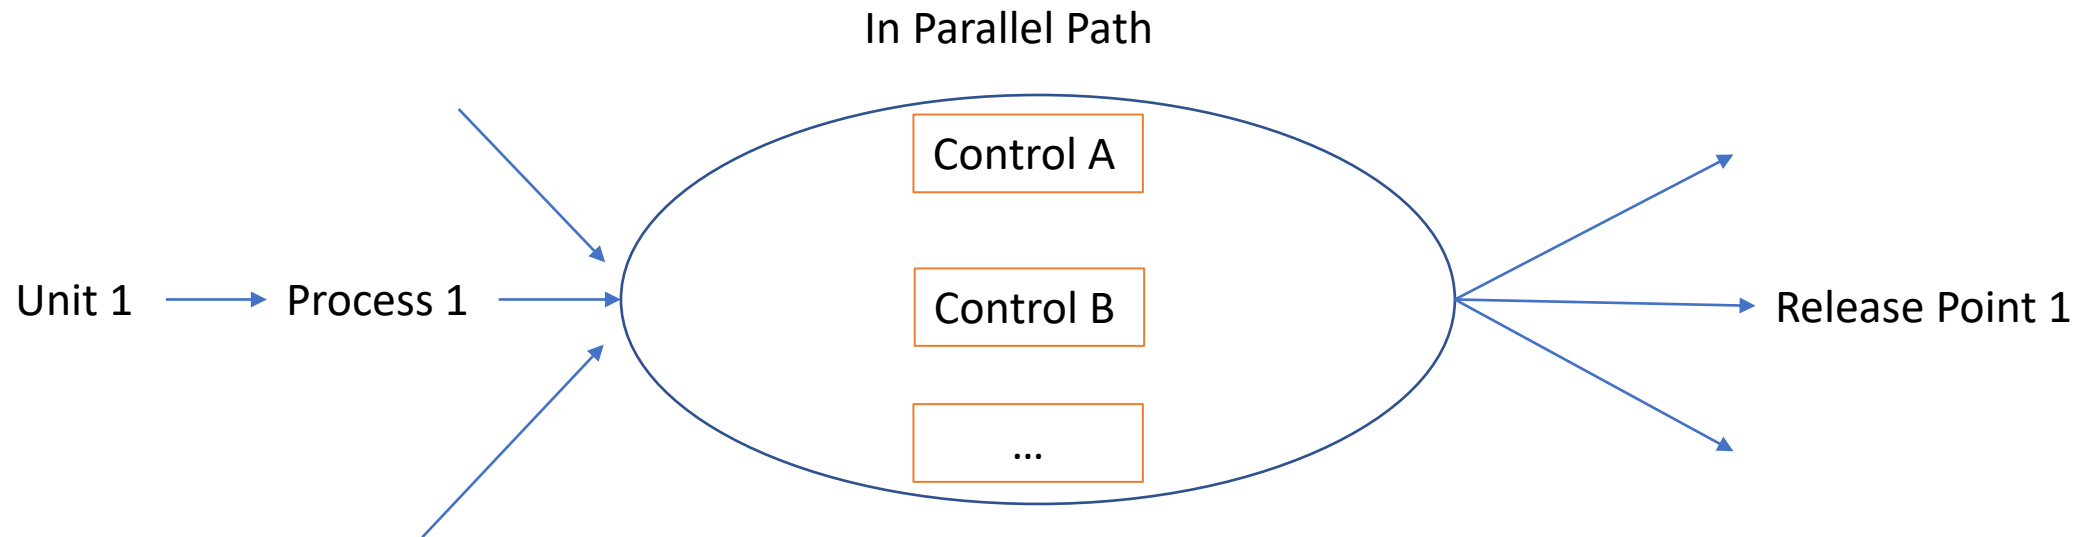 In Parallel Path
Control A
Unit 1
Process 1
Control B
Release Point 1
...